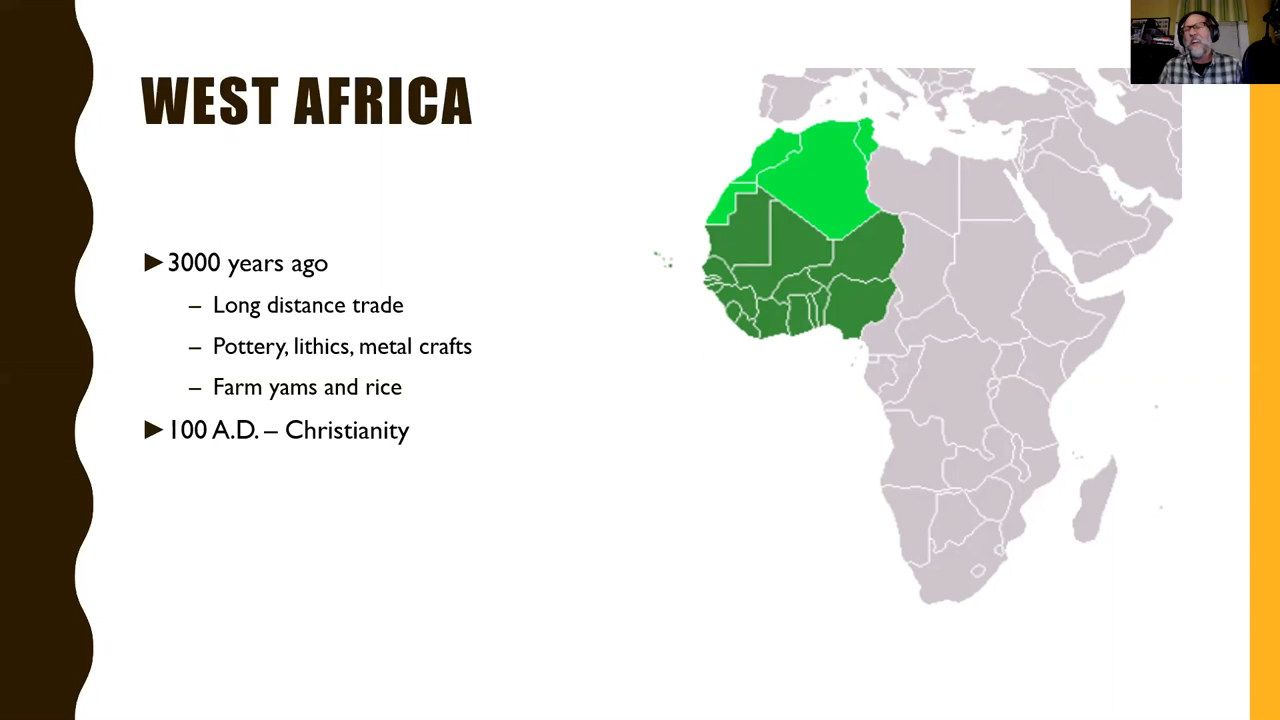 WEST AFRICA
►3000 years ago
– Long distance trade
– Pottery, lithics, metal crafts
– Farm yams and rice
►100 A.D. – Christianity